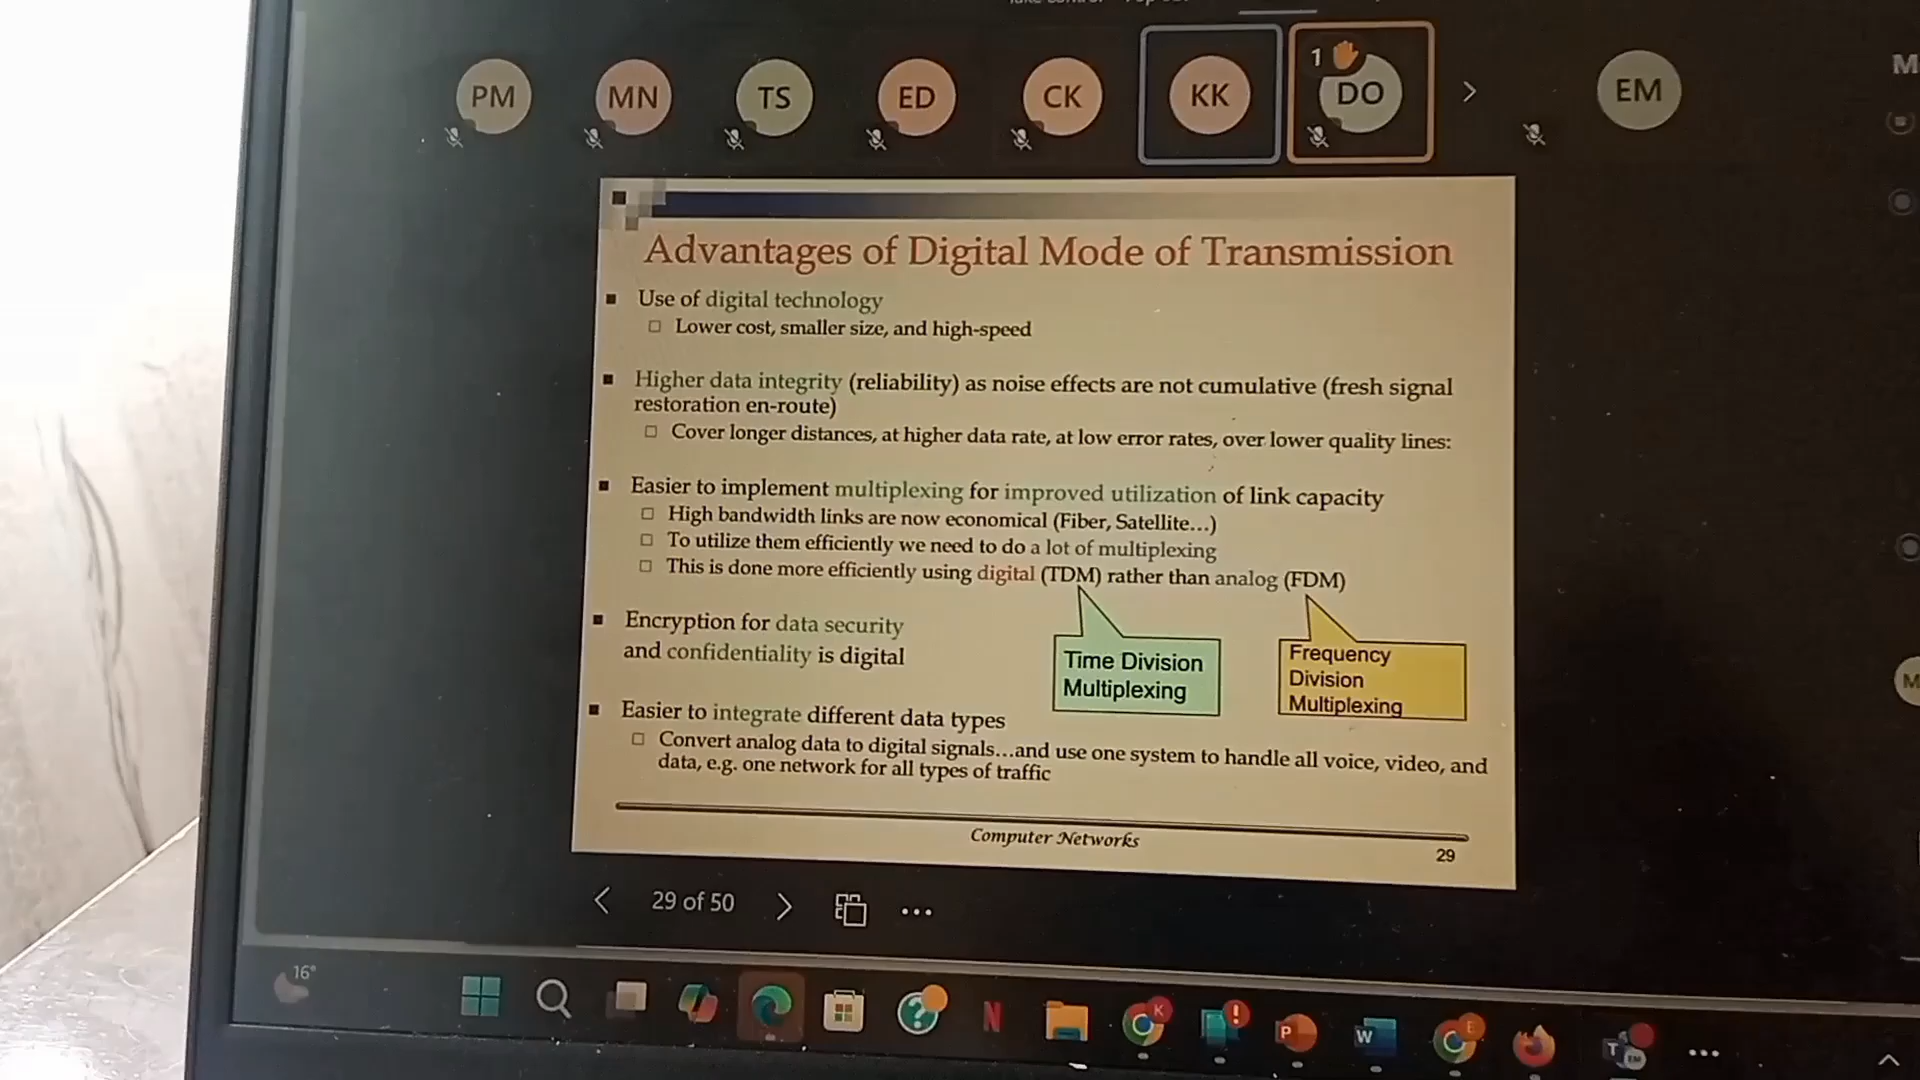 PM MN TS ED CK KK 1 DO EM
Advantages of Digital Mode of Transmission
Use of digital technology
Lower cost, smaller size, and high-speed
Higher data integrity (reliability) as noise effects are not cumulative (fresh signal
restoration en-route)
Cover longer distances, at higher data rate, at low error rates, over lower quality lines:
Easier to implement multiplexing for improved utilization of link capacity
High bandwidth links are now economical (Fiber, Satellite...)
To utilize them efficiently we need to do a lot of multiplexing
This is done more efficiently using digital (TDM) rather than analog (FDM)
Encryption for data security
and confidentiality is digital
Time Division
Multiplexing
Frequency
Division
Multiplexing
Easier to integrate different data types
Convert analog data to digital signals...and use one system to handle all voice, video, and
data, e.g. one network for all types of traffic
Computer Networks
29
29 of 50
16°